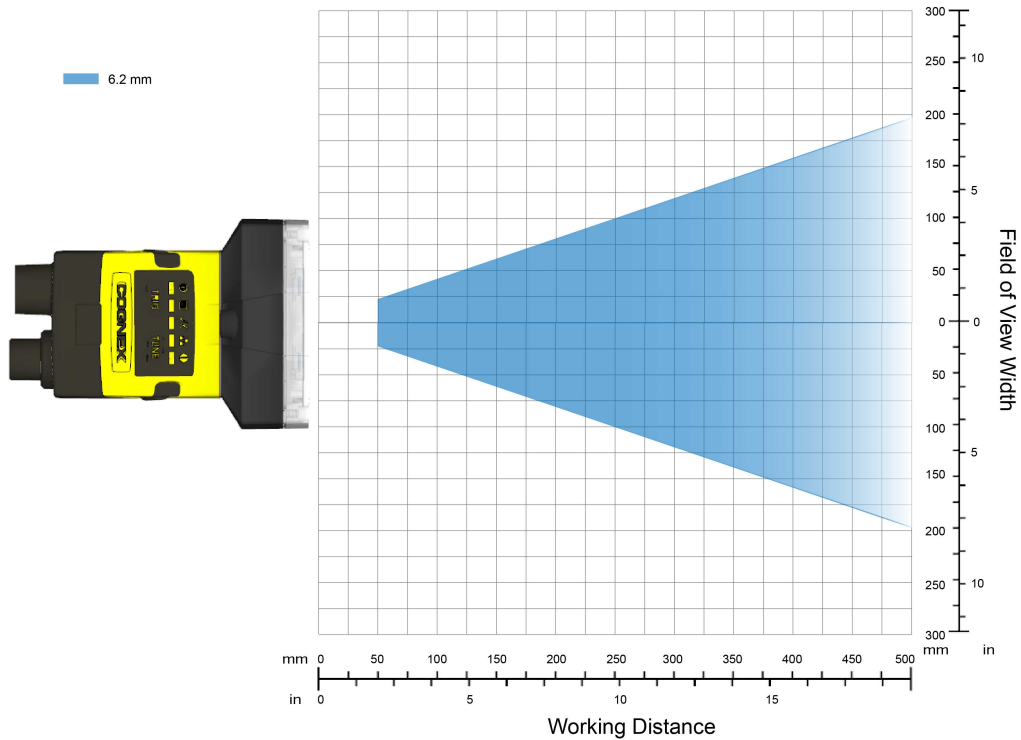 6.2 mm
COGNEX
TRIG
TUNE
300
250
200
150
100
50
0
50
100
150
200
250
300
mm
10
5
0
5
10
in
Field of View Width
mm 0 50 100 150 200 250 300 350 400 450 500
in 0 5 10 15
Working Distance